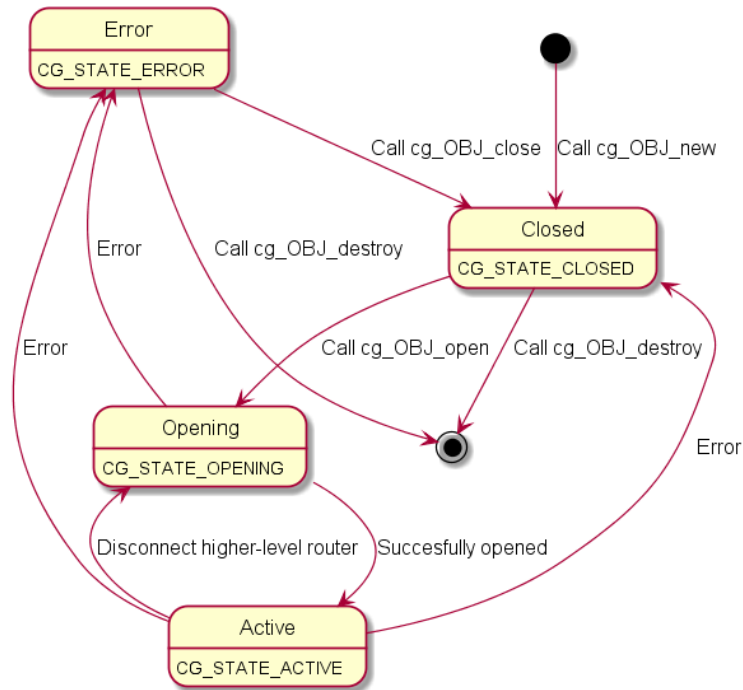 Error
CG_STATE_ERROR
Call cg_OBJ_close
Call cg_OBJ_new
Closed
CG_STATE_CLOSED
Error
Call cg_OBJ_destroy
Error
Call cg_OBJ_open
Call cg_OBJ_destroy
Opening
CG_STATE_OPENING
Error
Disconnect higher-level router
Succesfully opened
Active
CG_STATE_ACTIVE